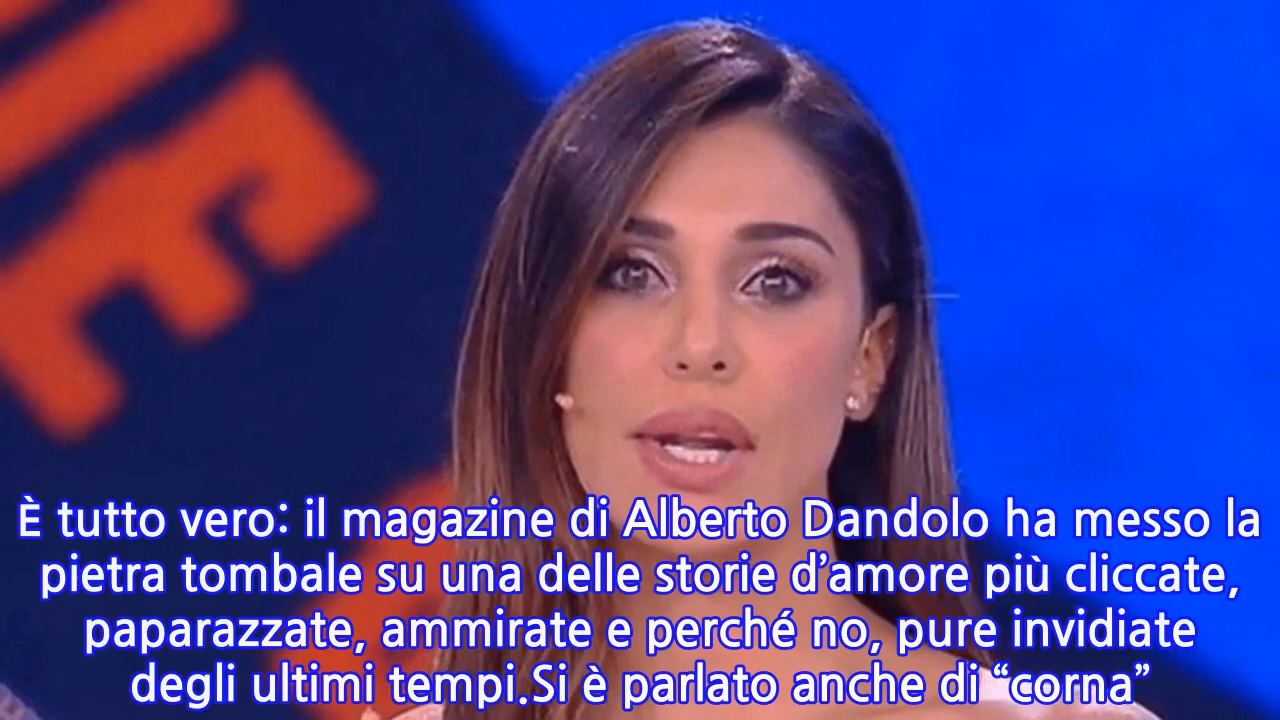 È tutto vero: il magazine di Alberto Dandolo ha messo la
pietra tombale su una delle storie d’amore più cliccate,
paparazzate, ammirate e perché no, pure invidiate
degli ultimi tempi.Si è parlato anche di “corna”